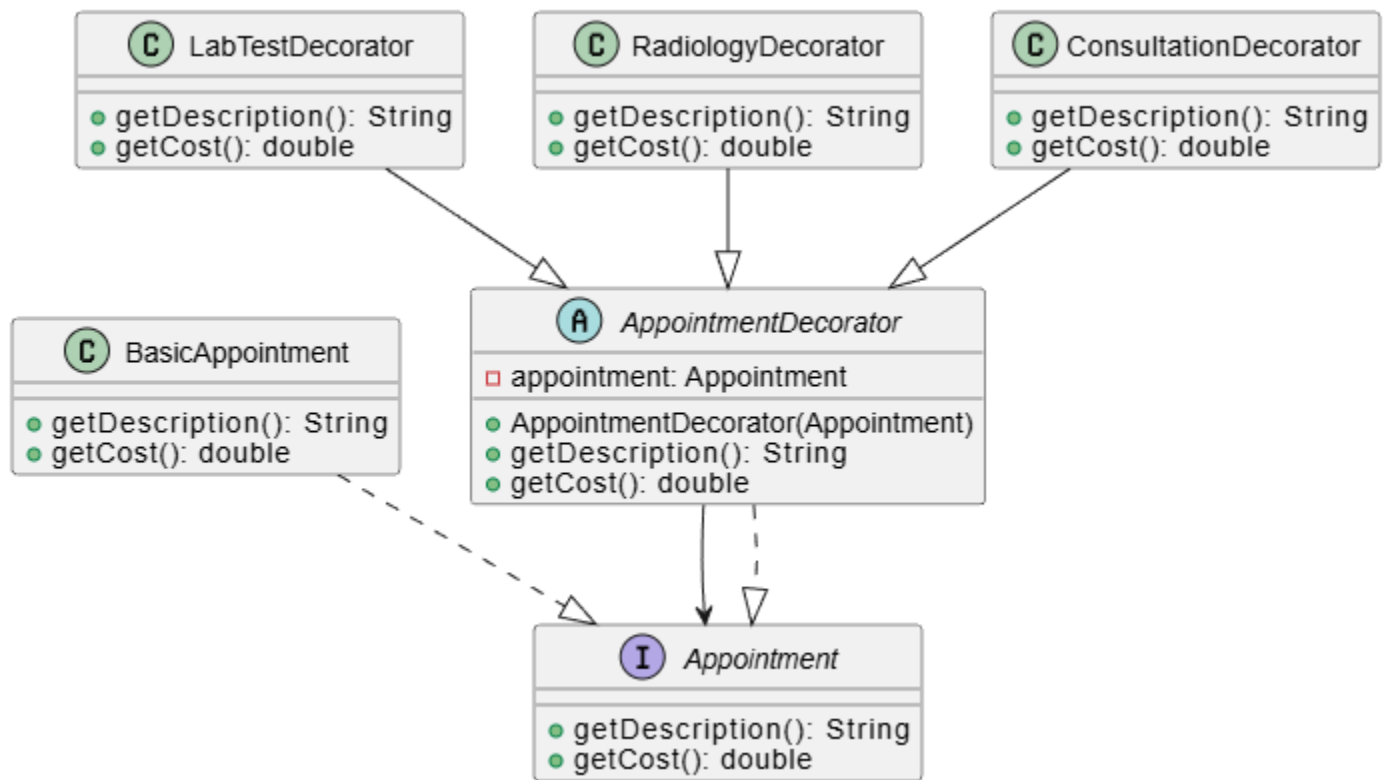 C LabTestDecorator
getDescription(): String
getCost(): double
C RadiologyDecorator
getDescription(): String
getCost(): double
C ConsultationDecorator
getDescription(): String
getCost(): double
C BasicAppointment
getDescription(): String
getCost(): double
A AppointmentDecorator
appointment: Appointment
AppointmentDecorator(Appointment)
getDescription(): String
getCost(): double
I Appointment
getDescription(): String
getCost(): double